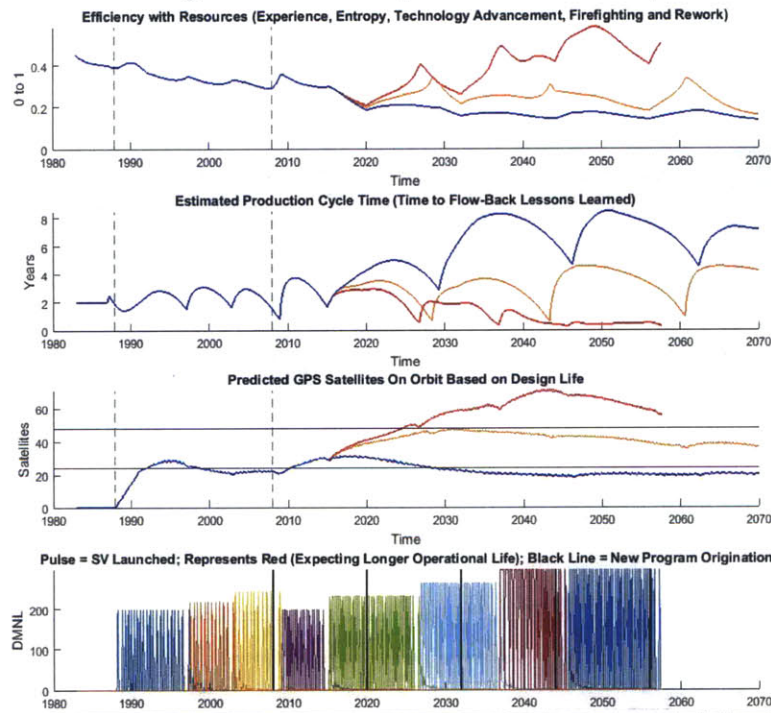 Efficiency with Resources (Experience, Entropy, Technology Advancement, Firefighting and Rework)
0 to 1
0.4
0.2
0
1980 1990 2000 2010 2020 2030 2040 2050 2060 2070
Time
Estimated Production Cycle Time (Time to Flow-Back Lessons Learned)
Years
8
6
4
2
0
1980 1990 2000 2010 2020 2030 2040 2050 2060 2070
Time
Predicted GPS Satellites On Orbit Based on Design Life
Satellites
60
40
20
0
1980 1990 2000 2010 2020 2030 2040 2050 2060 2070
Time
Pulse = SV Launched; Represents Red (Expecting Longer Operational Life); Black Line = New Program Origination
DMNL
200
100
0
1980 1990 2000 2010 2020 2030 2040 2050 2060 2070